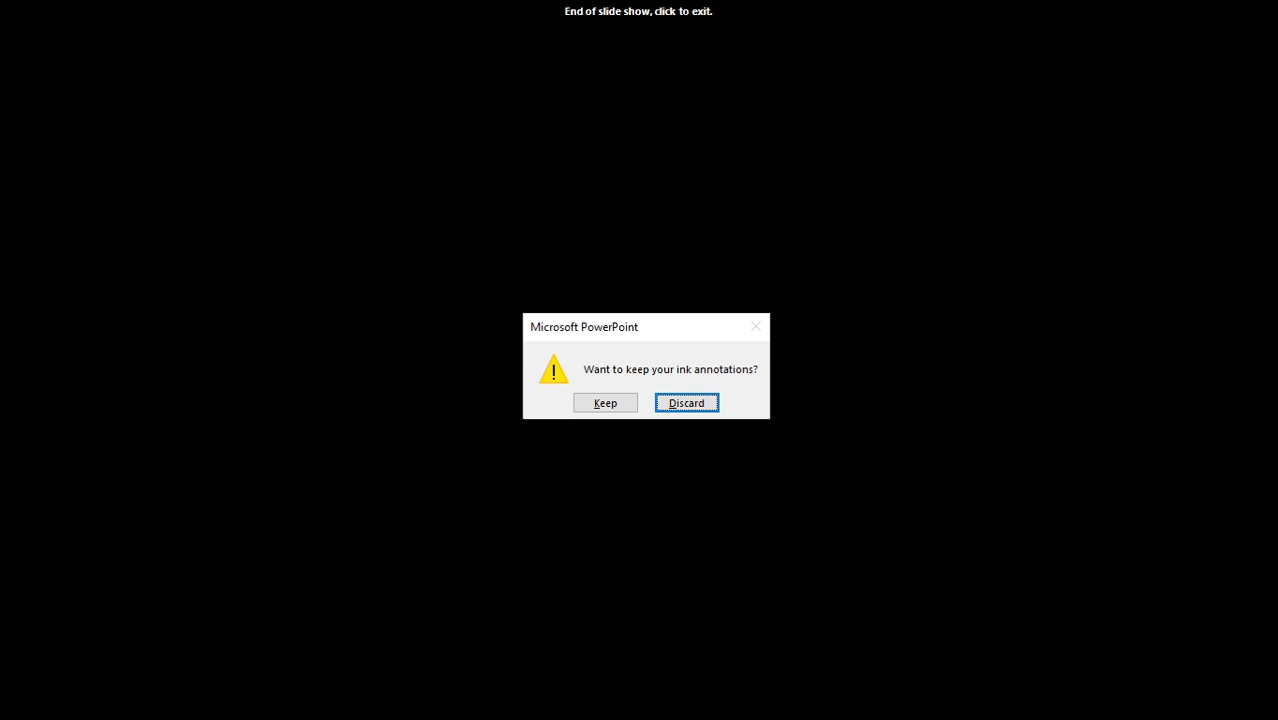 End of slide show, click to exit.
Microsoft PowerPoint
Want to keep your ink annotations?
Keep Discard